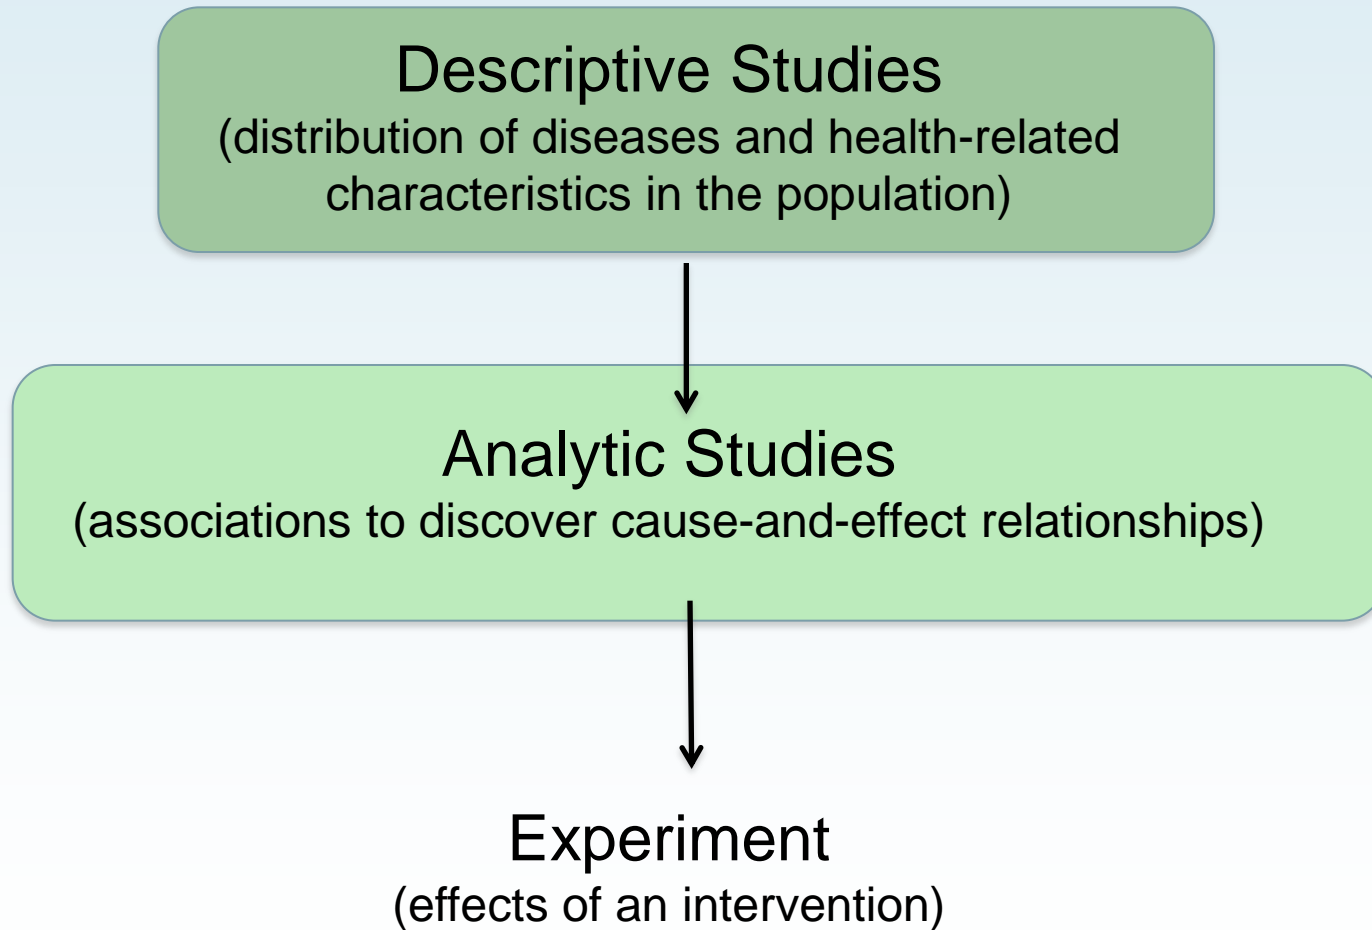 Descriptive Studies
(distribution of diseases and health-related
characteristics in the population)
Analytic Studies
(associations to discover cause-and-effect relationships)
Experiment
(effects of an intervention)